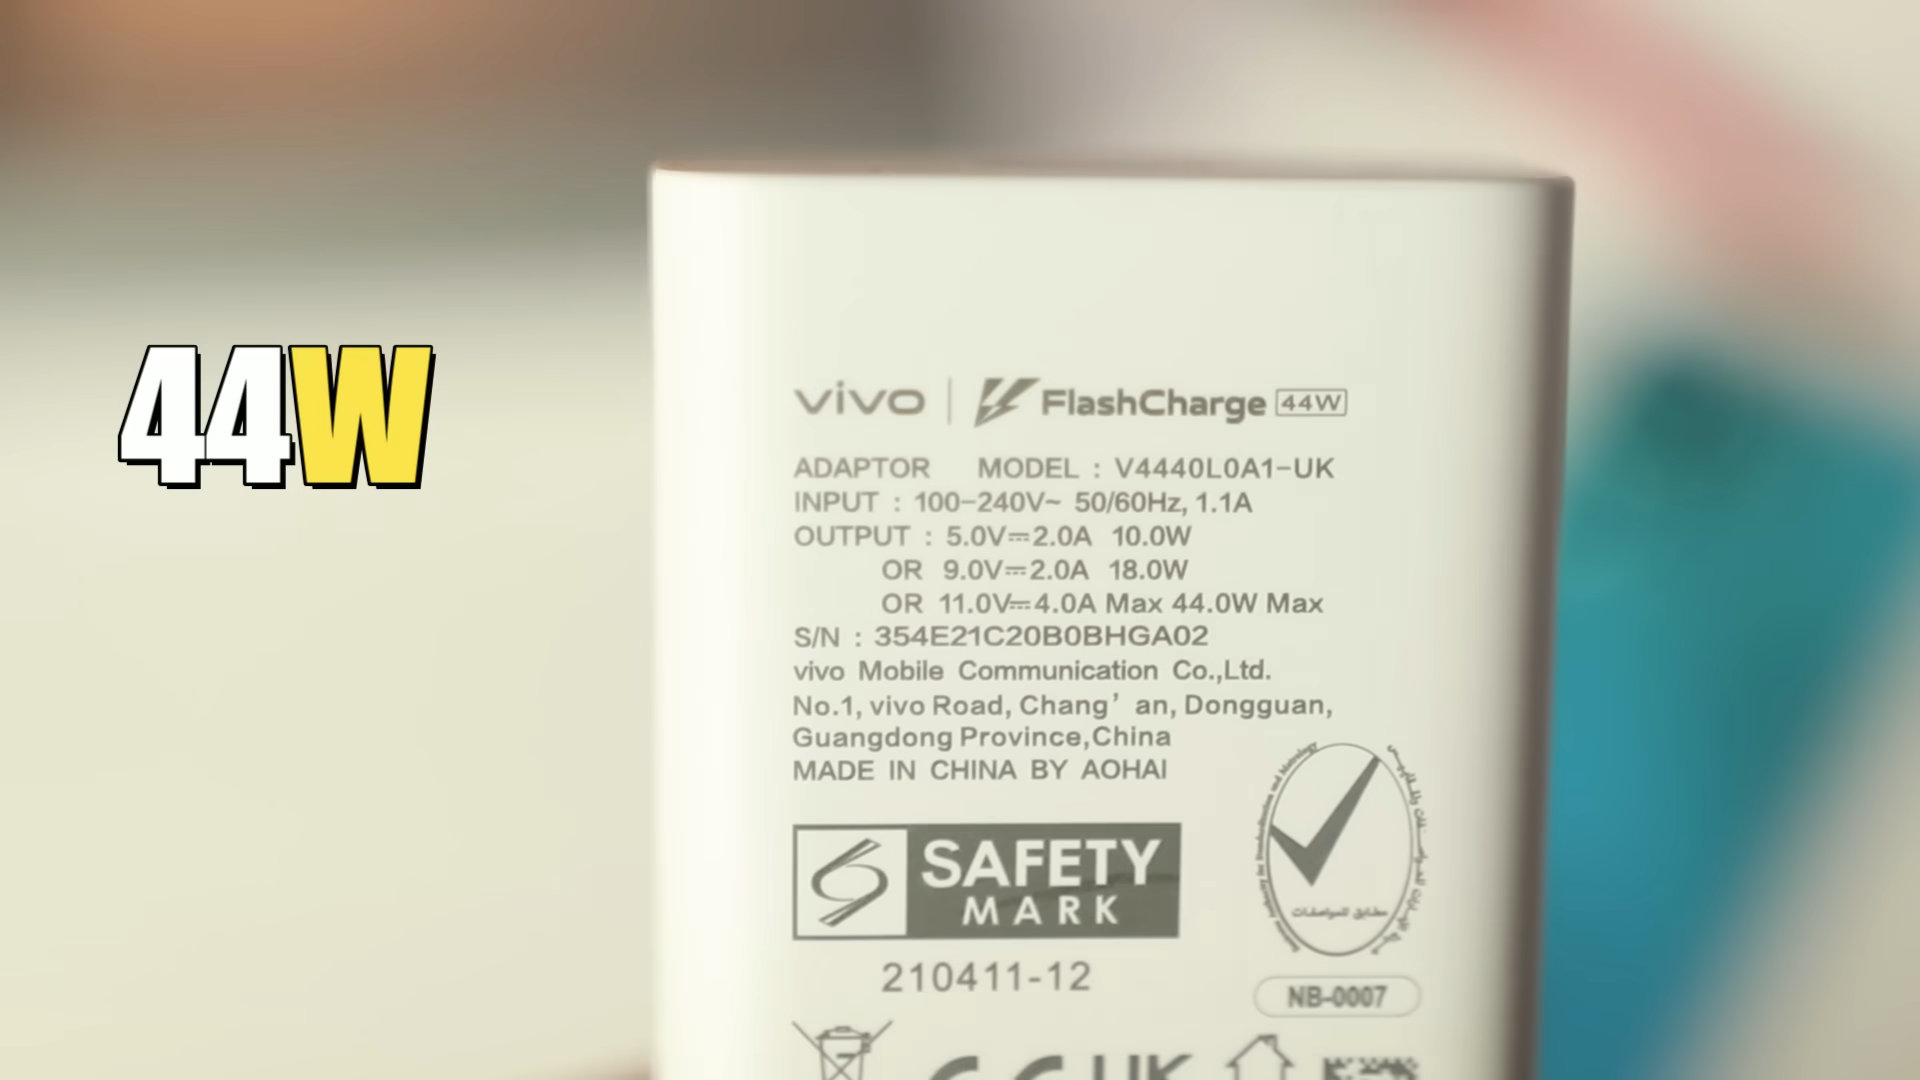 44W
vivo | FlashCharge 44W
ADAPTOR MODEL : V4440L0A1-UK
INPUT : 100-240V~ 50/60Hz, 1.1A
OUTPUT : 5.0V⎓2.0A 10.0W
OR 9.0V⎓2.0A 18.0W
OR 11.0V⎓4.0A Max 44.0W Max
S/N : 354E21C20B0BHGA02
vivo Mobile Communication Co.,Ltd.
No.1, vivo Road, Chang’ an, Dongguan,
Guangdong Province,China
MADE IN CHINA BY AOHAI
SAFETY
MARK
210411-12
مطابق للمواصفات
NB-0007
UK